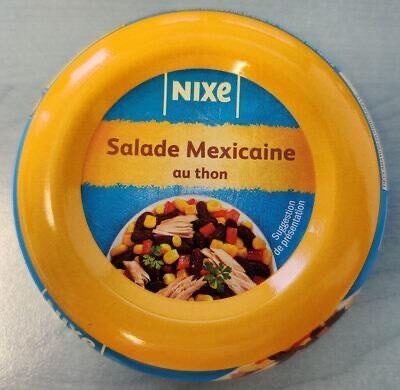 NIXE
Salade Mexicaine
au thon
Suggestion
de présentation